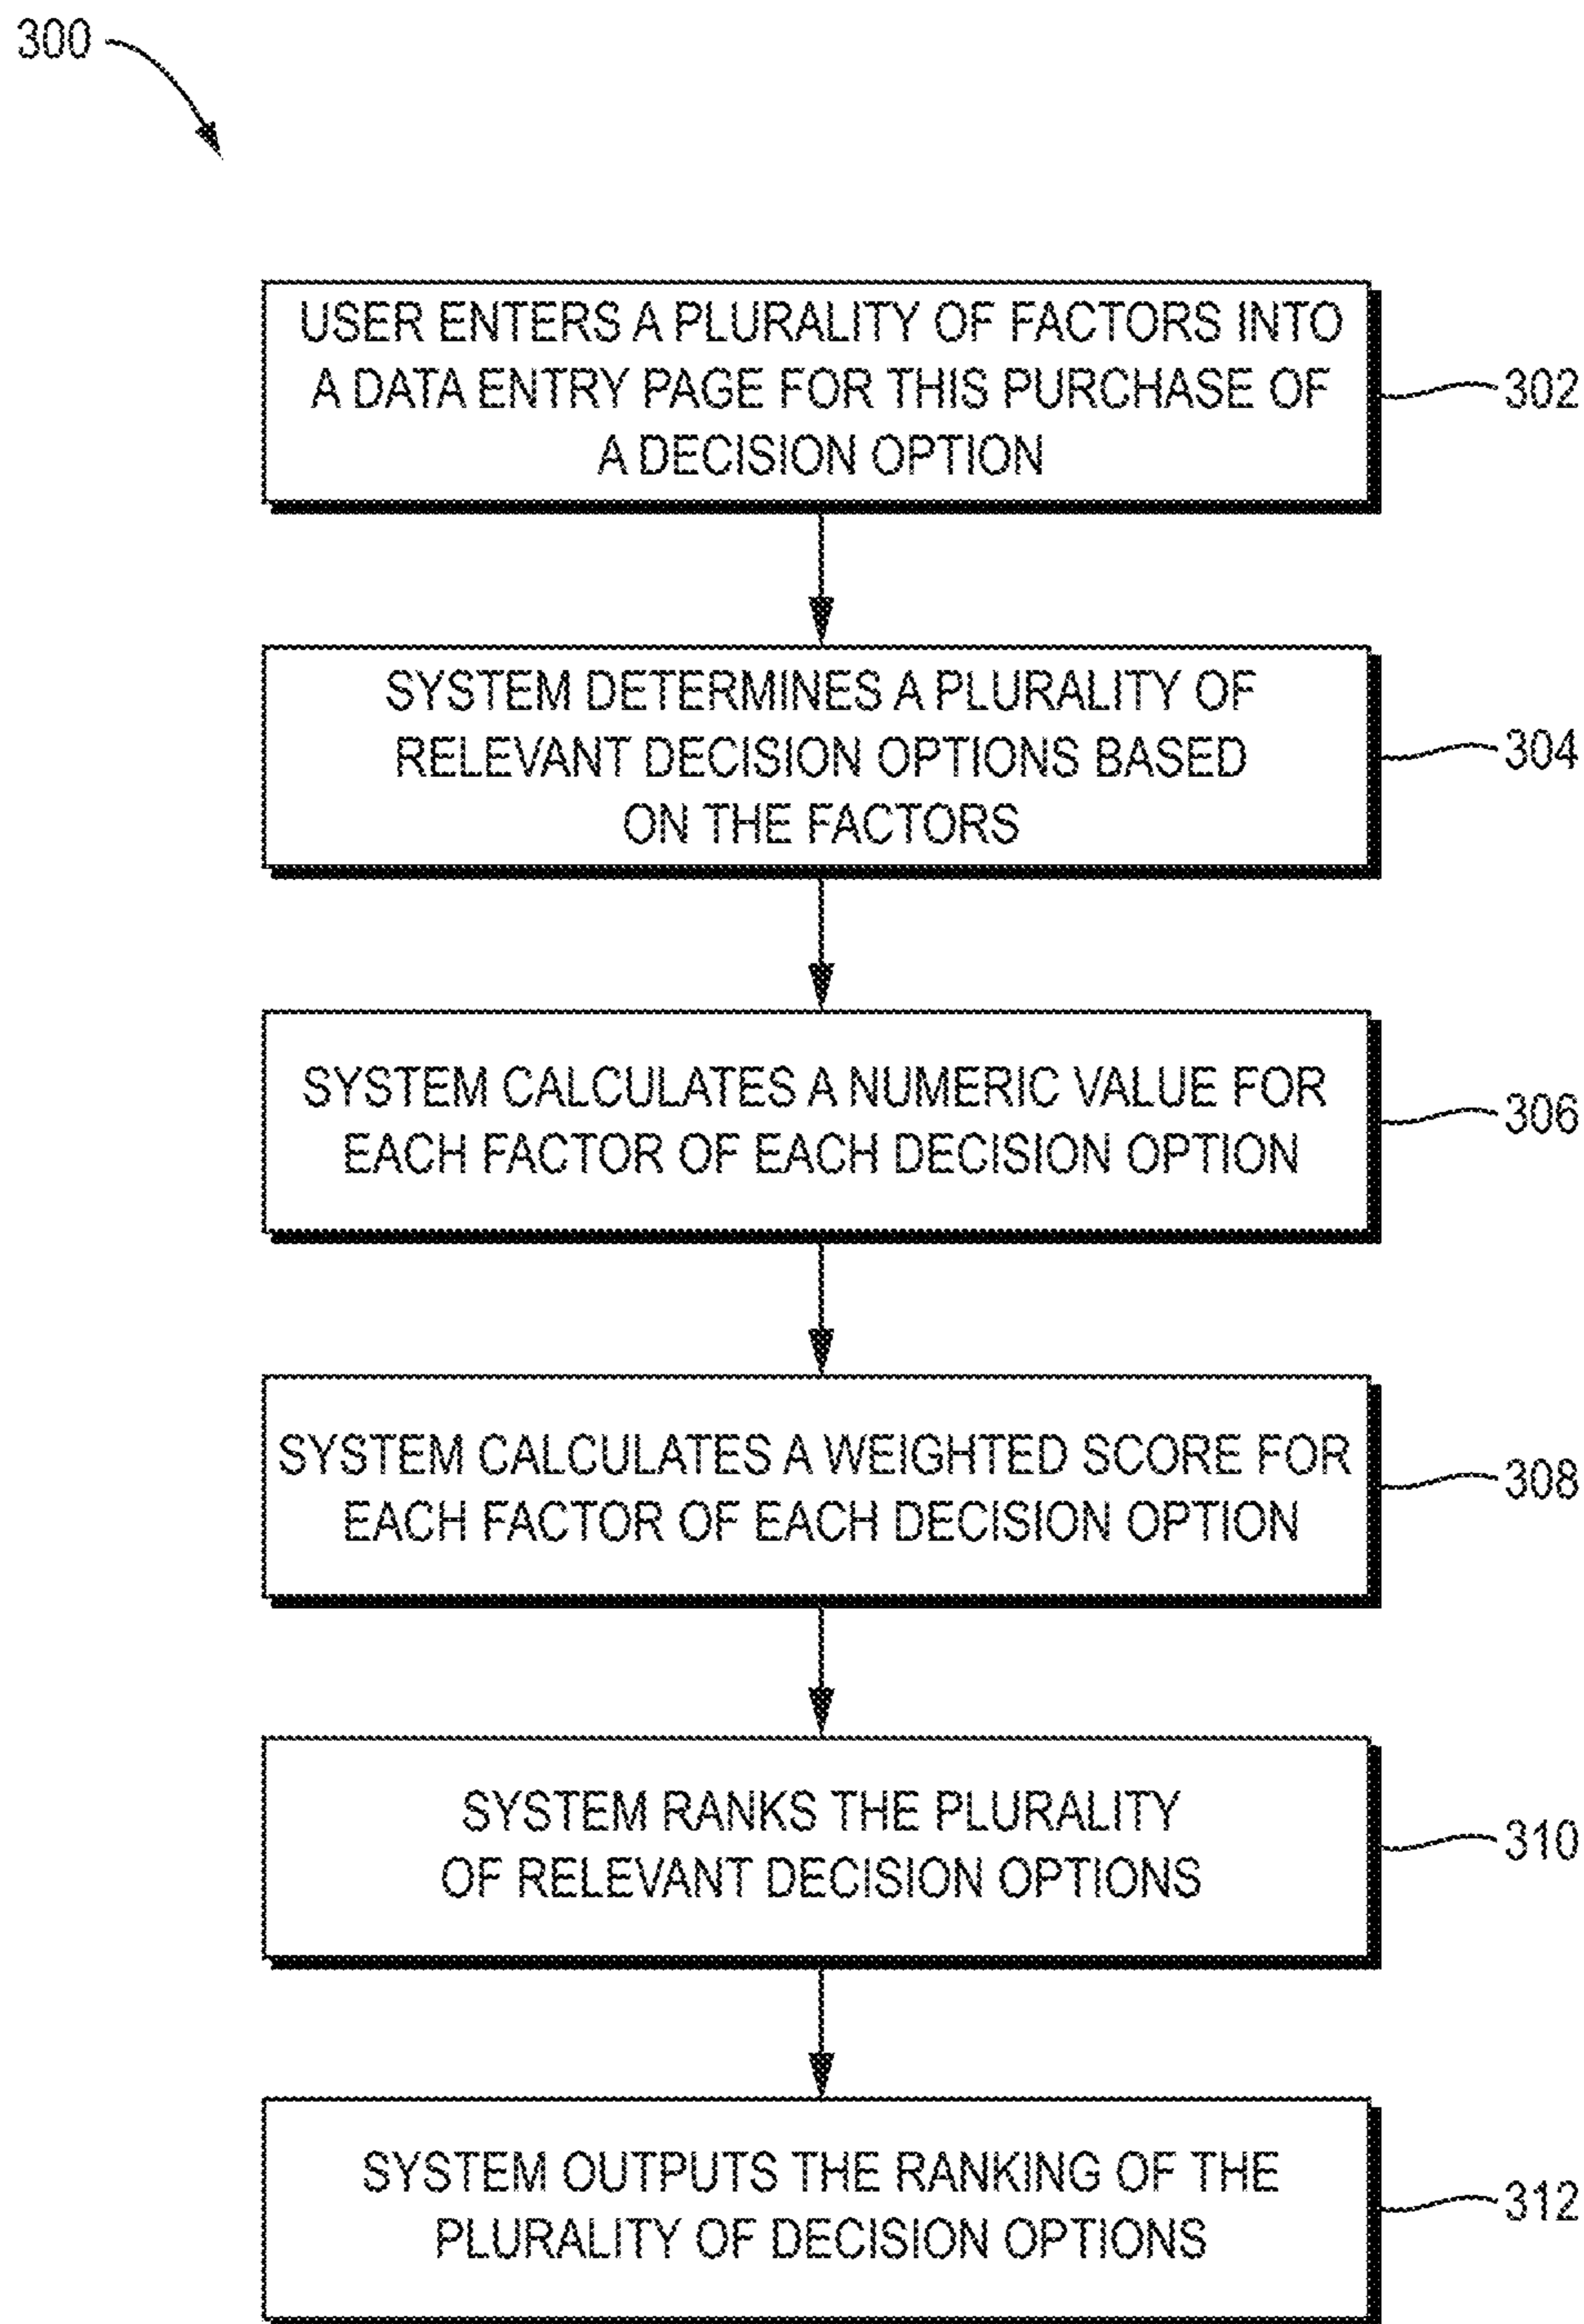 300
USER ENTERS A PLURALITY OF FACTORS INTO
A DATA ENTRY PAGE FOR THIS PURCHASE OF
A DECISION OPTION
302
SYSTEM DETERMINES A PLURALITY OF
RELEVANT DECISION OPTIONS BASED
ON THE FACTORS
304
SYSTEM CALCULATES A NUMERIC VALUE FOR
EACH FACTOR OF EACH DECISION OPTION
306
SYSTEM CALCULATES A WEIGHTED SCORE FOR
EACH FACTOR OF EACH DECISION OPTION
308
SYSTEM RANKS THE PLURALITY
OF RELEVANT DECISION OPTIONS
310
SYSTEM OUTPUTS THE RANKING OF THE
PLURALITY OF DECISION OPTIONS
312